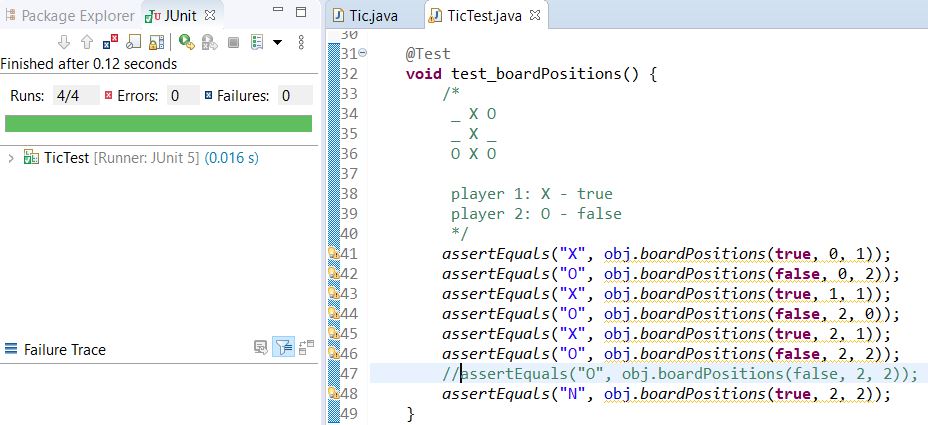 Package Explorer JUnit
Finished after 0.12 seconds
Runs: 4/4 Errors: 0 Failures: 0
TicTest [Runner: JUnit 5] (0.016 s)
Failure Trace
Tic.java TicTest.java
30
31 @Test
32 void test_boardPositions() {
33 /*
34 _ X O
35 _ X _
36 O X O
37
38 player 1: X - true
39 player 2: O - false
40 */
41 assertEquals("X", obj.boardPositions(true, 0, 1));
42 assertEquals("O", obj.boardPositions(false, 0, 2));
43 assertEquals("X", obj.boardPositions(true, 1, 1));
44 assertEquals("O", obj.boardPositions(false, 2, 0));
45 assertEquals("X", obj.boardPositions(true, 2, 1));
46 assertEquals("O", obj.boardPositions(false, 2, 2));
47 //assertEquals("O", obj.boardPositions(false, 2, 2));
48 assertEquals("N", obj.boardPositions(true, 2, 2));
49 }